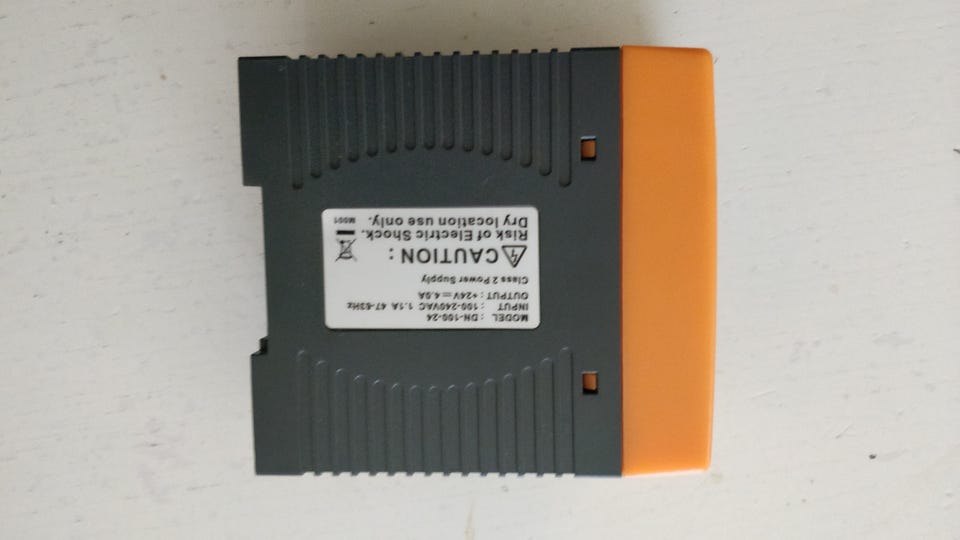 MODEL : DN-100-24
INPUT : 100-240VAC 1.1A 47-63Hz
OUTPUT : +24V⎓4.0A
Class 2 Power Supply
CAUTION :
Risk of Electric Shock.
Dry location use only.
M001